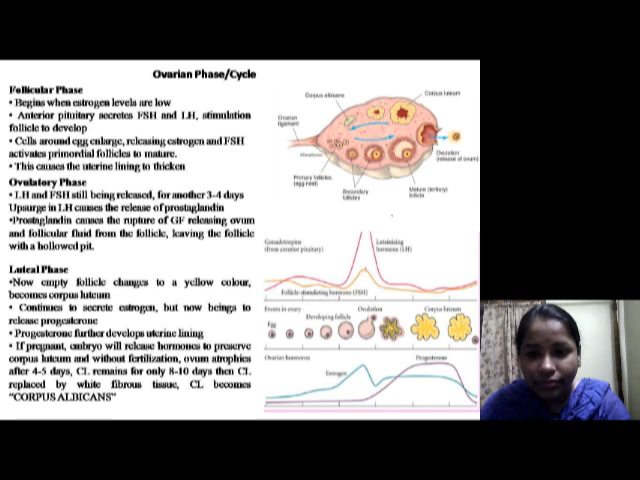 Ovarian Phase/Cycle
Follicular Phase
• Begins when estrogen levels are low
• Anterior pituitary secretes FSH and LH, stimulation
follicle to develop
• Cells around egg enlarge, releasing estrogen and FSH
activates primordial follicles to mature.
• This causes the uterine lining to thicken
Ovulatory Phase
• LH and FSH still being released, for another 3-4 days
Upsurge in LH causes the release of prostaglandin
•Prostaglandin causes the rupture of GF releasing ovum
and follicular fluid from the follicle, leaving the follicle
with a hollowed pit.
Luteal Phase
•Now empty follicle changes to a yellow colour,
becomes corpus luteum
• Continues to secrete estrogen, but now beings to
release progesterone
• Progesterone further develops uterine lining
• If pregnant, embryo will release hormones to preserve
corpus luteum and without fertilization, ovum atrophies
after 4-5 days, CL remains for only 8-10 days then CL
replaced by white fibrous tissue, CL becomes
"CORPUS ALBICANS"
Corpus albicans
Corpus luteum
Ovarian
ligament
Ovulation
(release of ovum)
Primary follicles
(egg nest)
Secondary
follicles
Mature (tertiary)
follicle
Gonadotropins
(from anterior pituitary)
Luteinizing
hormone (LH)
Follicle-stimulating hormone (FSH)
Events in ovary
Ovulation
Corpus luteum
Developing follicle
Egg
Ovarian hormones
Progesterone
Estrogen